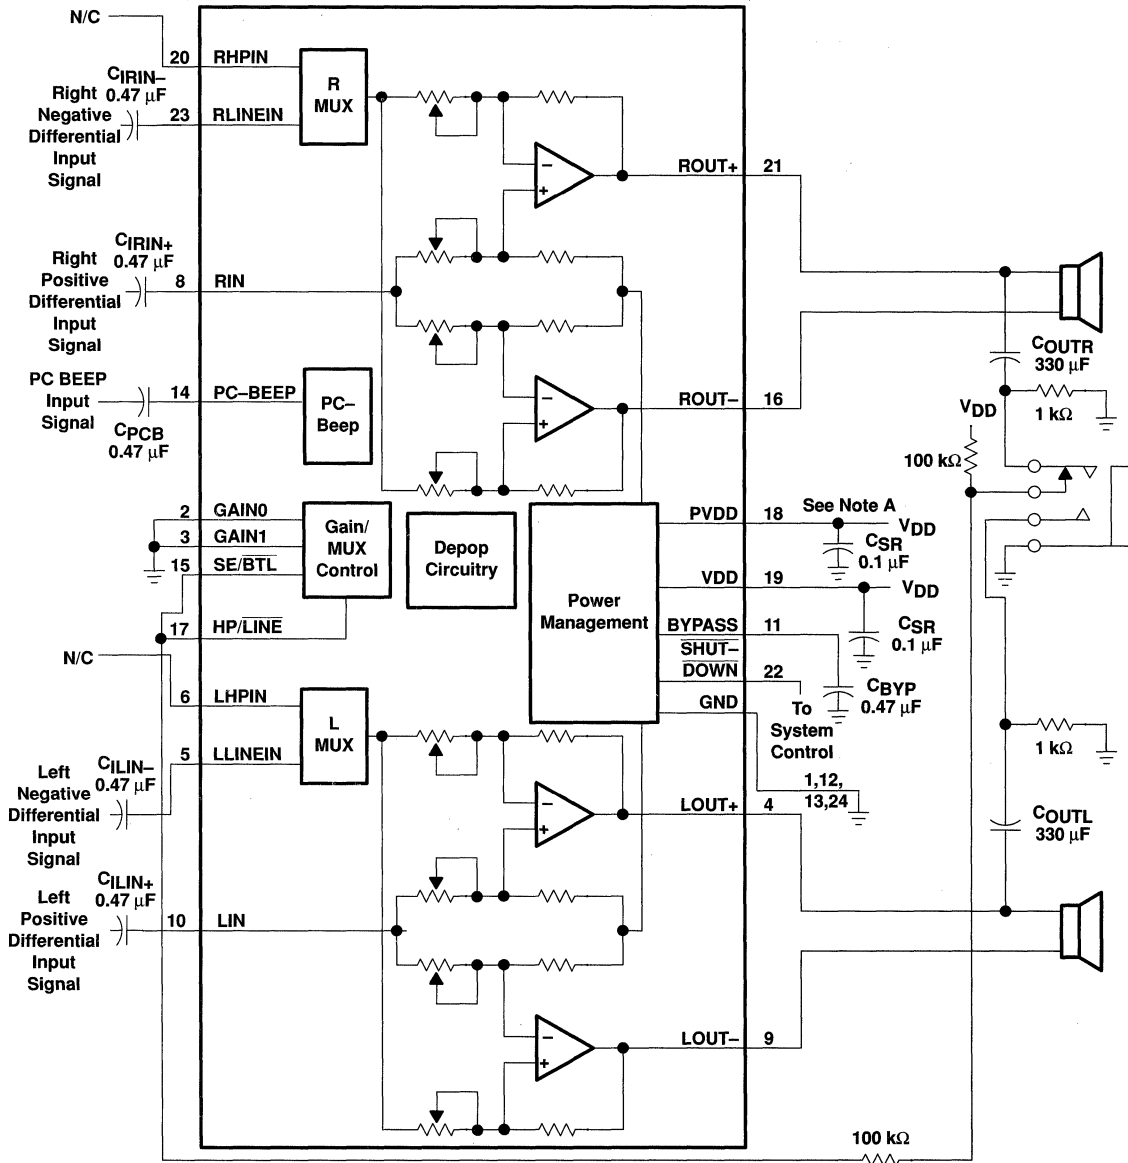 N/C
20 RHPIN
CIRIN−
0.47 µF
Right
Negative
Differential
Input
Signal
23 RLINEIN
R
MUX
−
+
ROUT+ 21
CIRIN+
0.47 µF
Right
Positive
Differential
Input
Signal
8 RIN
PC BEEP
Input
Signal
14 PC−BEEP
CPCB
0.47 µF
PC−
Beep
−
+
ROUT− 16
COUTR
330 µF
1 kΩ
VDD
100 kΩ
2 GAIN0
3 GAIN1
15 SE/BTL
17 HP/LINE
Gain/
MUX
Control
Depop
Circuitry
Power
Management
PVDD 18
See Note A
VDD
CSR
0.1 µF
VDD 19
VDD
CSR
0.1 µF
BYPASS 11
CBYP
0.47 µF
SHUT−
DOWN 22
To
System
Control
GND
1,12,
13,24
N/C
6 LHPIN
5 LLINEIN
L
MUX
CILIN−
0.47 µF
Left
Negative
Differential
Input
Signal
−
+
LOUT+ 4
1 kΩ
COUTL
330 µF
CILIN+
0.47 µF
Left
Positive
Differential
Input
Signal
10 LIN
−
+
LOUT− 9
100 kΩ